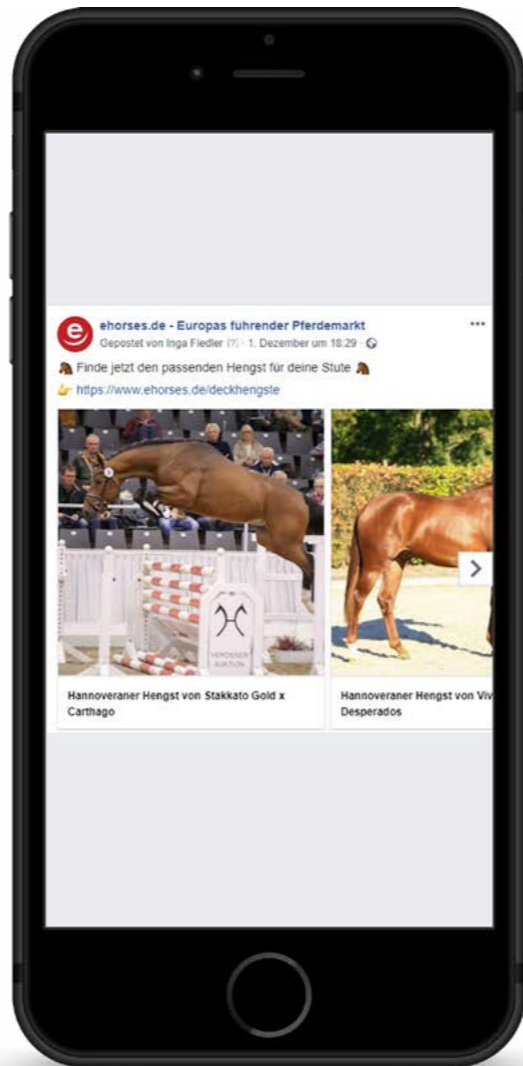 e
ehorses.de - Europas führender Pferdemarkt
Gepostet von Inga Fiedler [?] · 1. Dezember um 18:29 ·
Finde jetzt den passenden Hengst für deine Stute
https://www.ehorses.de/deckhengste
VERDENER
AUKTION
Hannoveraner Hengst von Stakkato Gold x
Carthago
Hannoveraner Hengst von Viv
Desperados